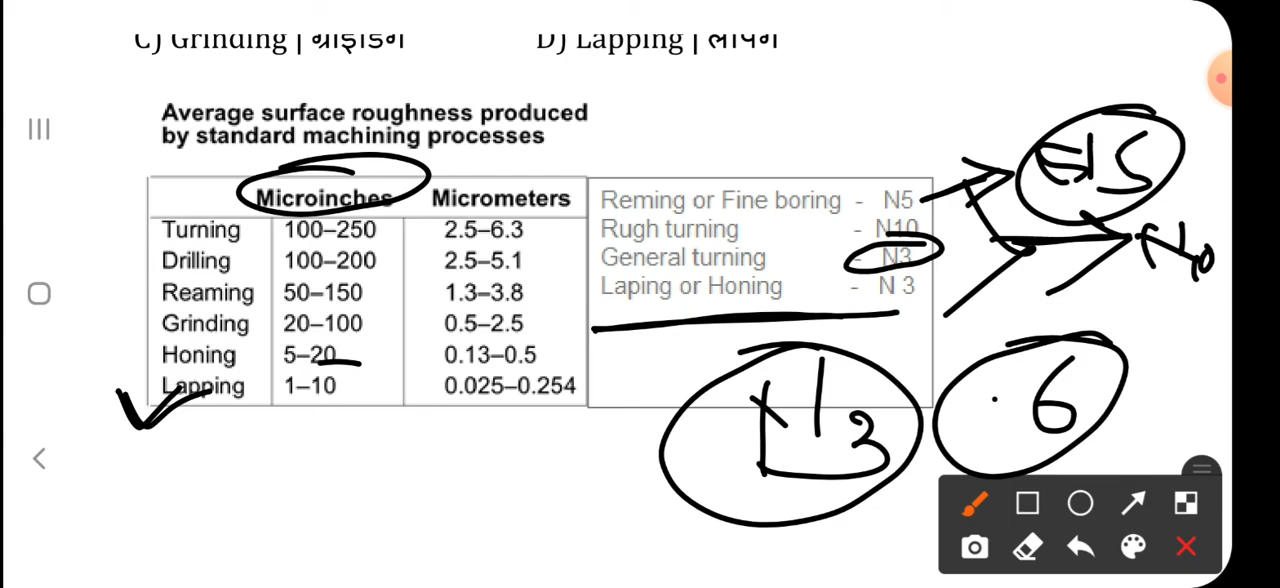 C) Grinding | ग्राइंडिंग D) Lapping | लैपिंग
Average surface roughness produced
by standard machining processes
Microinches Micrometers
Turning 100–250 2.5–6.3
Drilling 100–200 2.5–5.1
Reaming 50–150 1.3–3.8
Grinding 20–100 0.5–2.5
Honing 5–20 0.13–0.5
Lapping 1–10 0.025–0.254
Reming or Fine boring - N5
Rugh turning - N10
General turning - N3
Laping or Honing - N 3
6